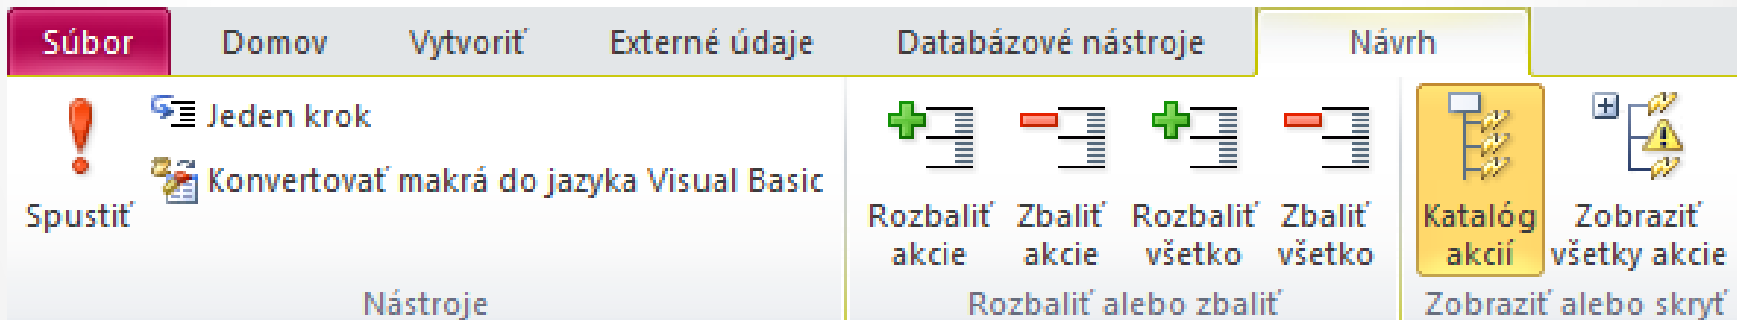 Súbor Domov Vytvoriť Externé údaje Databázové nástroje Návrh
Jeden krok
Konvertovať makrá do jazyka Visual Basic
Spustiť
Nástroje
Rozbaliť Zbaliť Rozbaliť Zbaliť
akcie akcie všetko všetko
Rozbaliť alebo zbaliť
Katalóg Zobraziť
akcií všetky akcie
Zobraziť alebo skryť